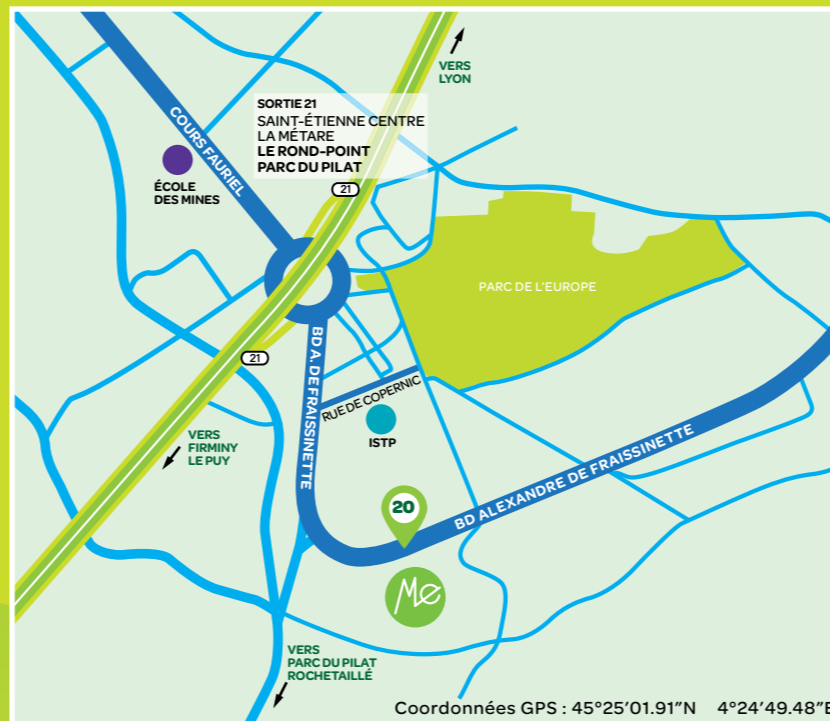 VERS
LYON
SORTIE 21
SAINT-ÉTIENNE CENTRE
LA MÉTARE
LE ROND-POINT
PARC DU PILAT
COURS FAURIEL
21
ÉCOLE
DES MINES
PARC DE L'EUROPE
21
BD A. DE FRAISSINETTE
RUE DE COPERNIC
ISTP
VERS
FIRMINY
LE PUY
BD ALEXANDRE DE FRAISSINETTE
20
Me
VERS
PARC DU PILAT
ROCHETAILLÉ
Coordonnées GPS : 45°25′01.91″N 4°24′49.48″E